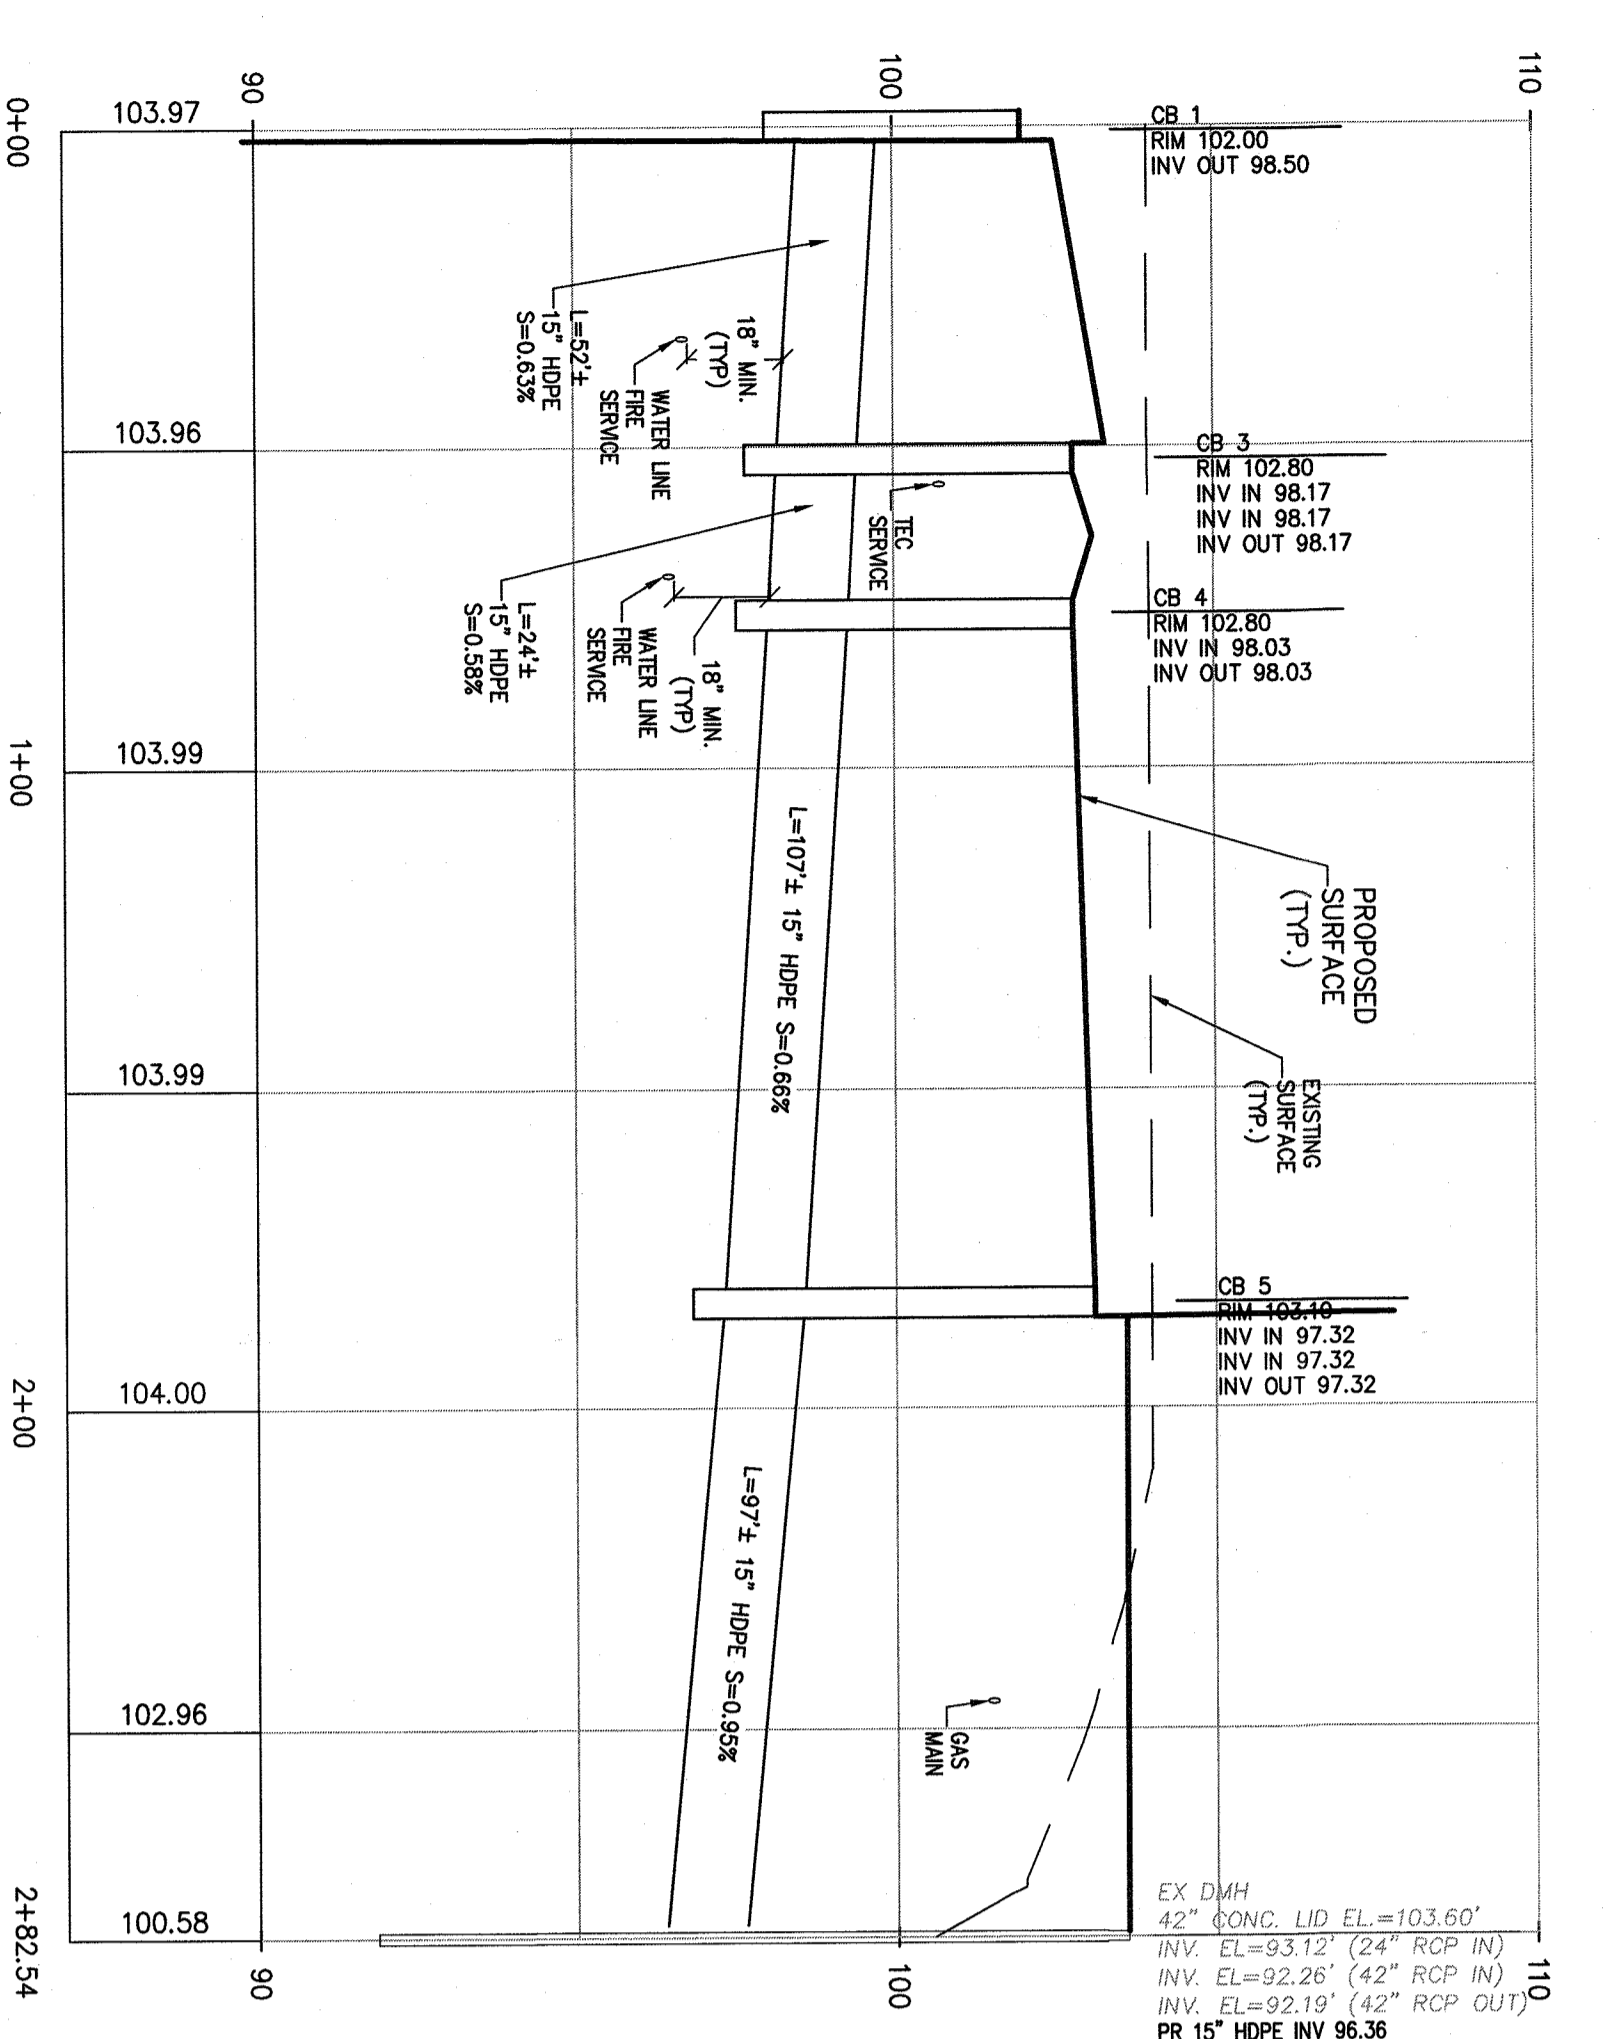 110
100
90
0+00
103.97
CB 1
RIM 102.00
INV OUT 98.50
L=52'±
15" HDPE
S=0.63%
18" MIN.
(TYP)
WATER LINE
FIRE
SERVICE
103.96
CB 3
RIM 102.80
INV IN 98.17
INV IN 98.17
INV OUT 98.17
TEC
SERVICE
L=24'±
15" HDPE
S=0.58%
WATER LINE
FIRE
SERVICE
18" MIN.
(TYP)
CB 4
RIM 102.80
INV IN 98.03
INV OUT 98.03
103.99
1+00
L=107'± 15" HDPE S=0.66%
PROPOSED
SURFACE
(TYP.)
EXISTING
SURFACE
(TYP.)
103.99
CB 5
RIM 103.10
INV IN 97.32
INV IN 97.32
INV OUT 97.32
104.00
2+00
L=97'± 15" HDPE S=0.95%
102.96
GAS
MAIN
100.58
2+82.54
EX DMH
42" CONC. LID EL.=103.60'
INV. EL=93.12' (24" RCP IN)
INV. EL=92.26' (42" RCP IN)
INV. EL=92.19' (42" RCP OUT)
PR 15" HDPE INV 96.36
90
100
110